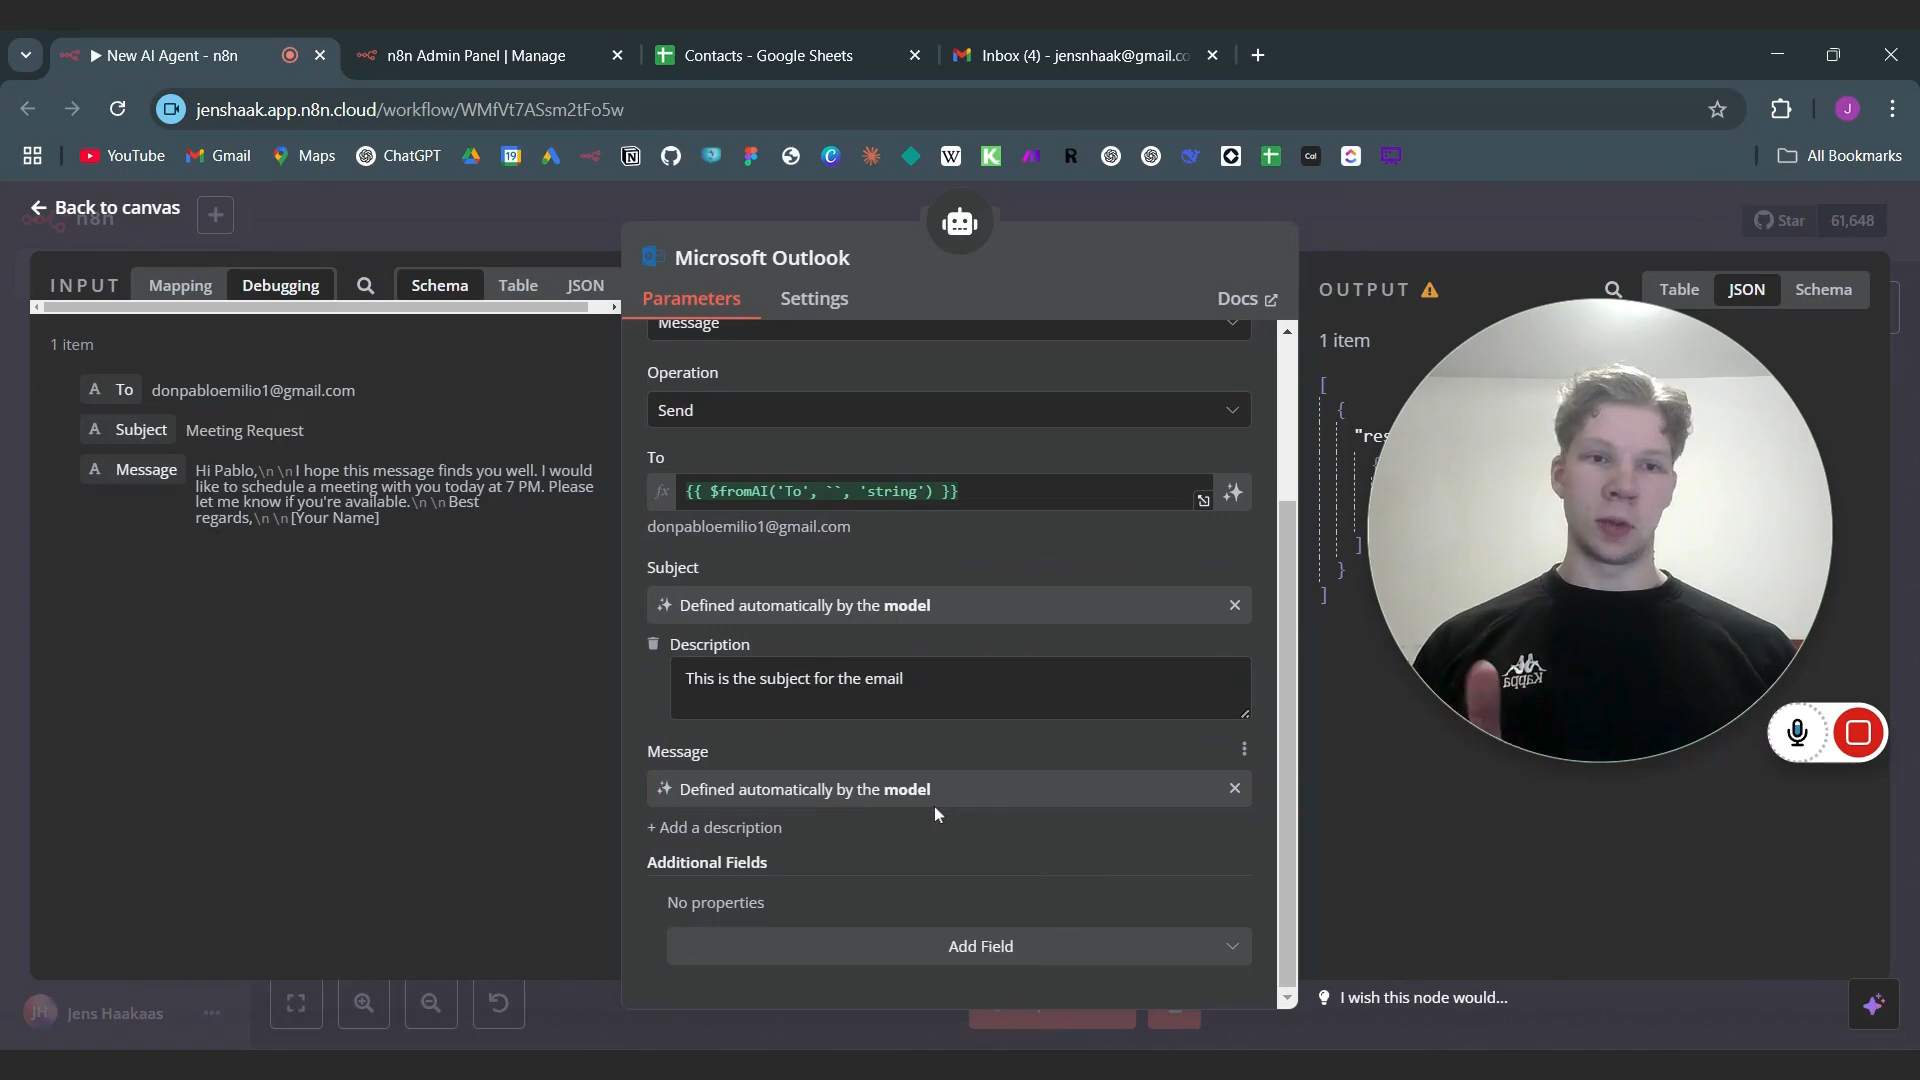 New AI Agent - n8n
n8n Admin Panel | Manage
Contacts - Google Sheets
Inbox (4) - jensnhaak@gmail.co
jenshaak.app.n8n.cloud/workflow/WMfVt7ASsm2tFo5w
YouTube
Gmail
Maps
ChatGPT
All Bookmarks
Back to canvas
n8n
Star 61,648
INPUT Mapping Debugging Schema Table JSON
1 item
A To donpabloemilio1@gmail.com
A Subject Meeting Request
A Message Hi Pablo,\n\nI hope this message finds you well. I would
like to schedule a meeting with you today at 7 PM. Please
let me know if you're available.\n\nBest
regards,\n\n[Your Name]
Microsoft Outlook
Parameters Settings Docs
Message
Operation
Send
To
fx {{ $fromAI('To', ``, 'string') }}
donpabloemilio1@gmail.com
Subject
Defined automatically by the model
Description
This is the subject for the email
Message
Defined automatically by the model
+ Add a description
Additional Fields
No properties
Add Field
OUTPUT Table JSON Schema
1 item
[
{
"res
]
}
]
Kappa
I wish this node would...
JH Jens Haakaas